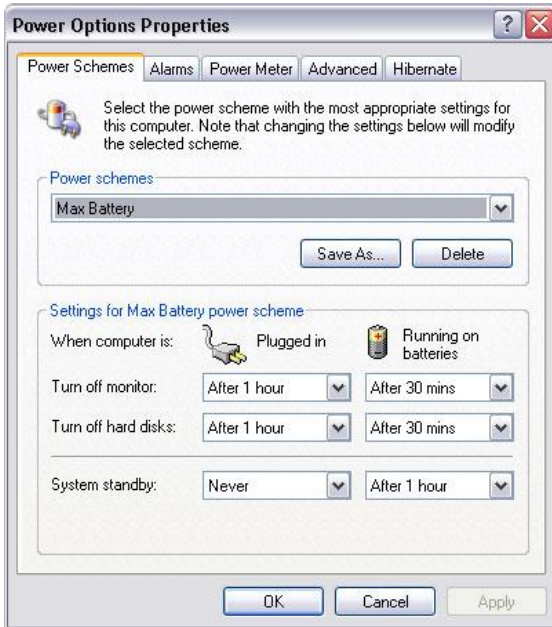 Power Options Properties
Power Schemes Alarms Power Meter Advanced Hibernate
Select the power scheme with the most appropriate settings for
this computer. Note that changing the settings below will modify
the selected scheme.
Power schemes
Max Battery
Save As... Delete
Settings for Max Battery power scheme
When computer is: Plugged in Running on
batteries
Turn off monitor: After 1 hour After 30 mins
Turn off hard disks: After 1 hour After 30 mins
System standby: Never After 1 hour
OK Cancel Apply